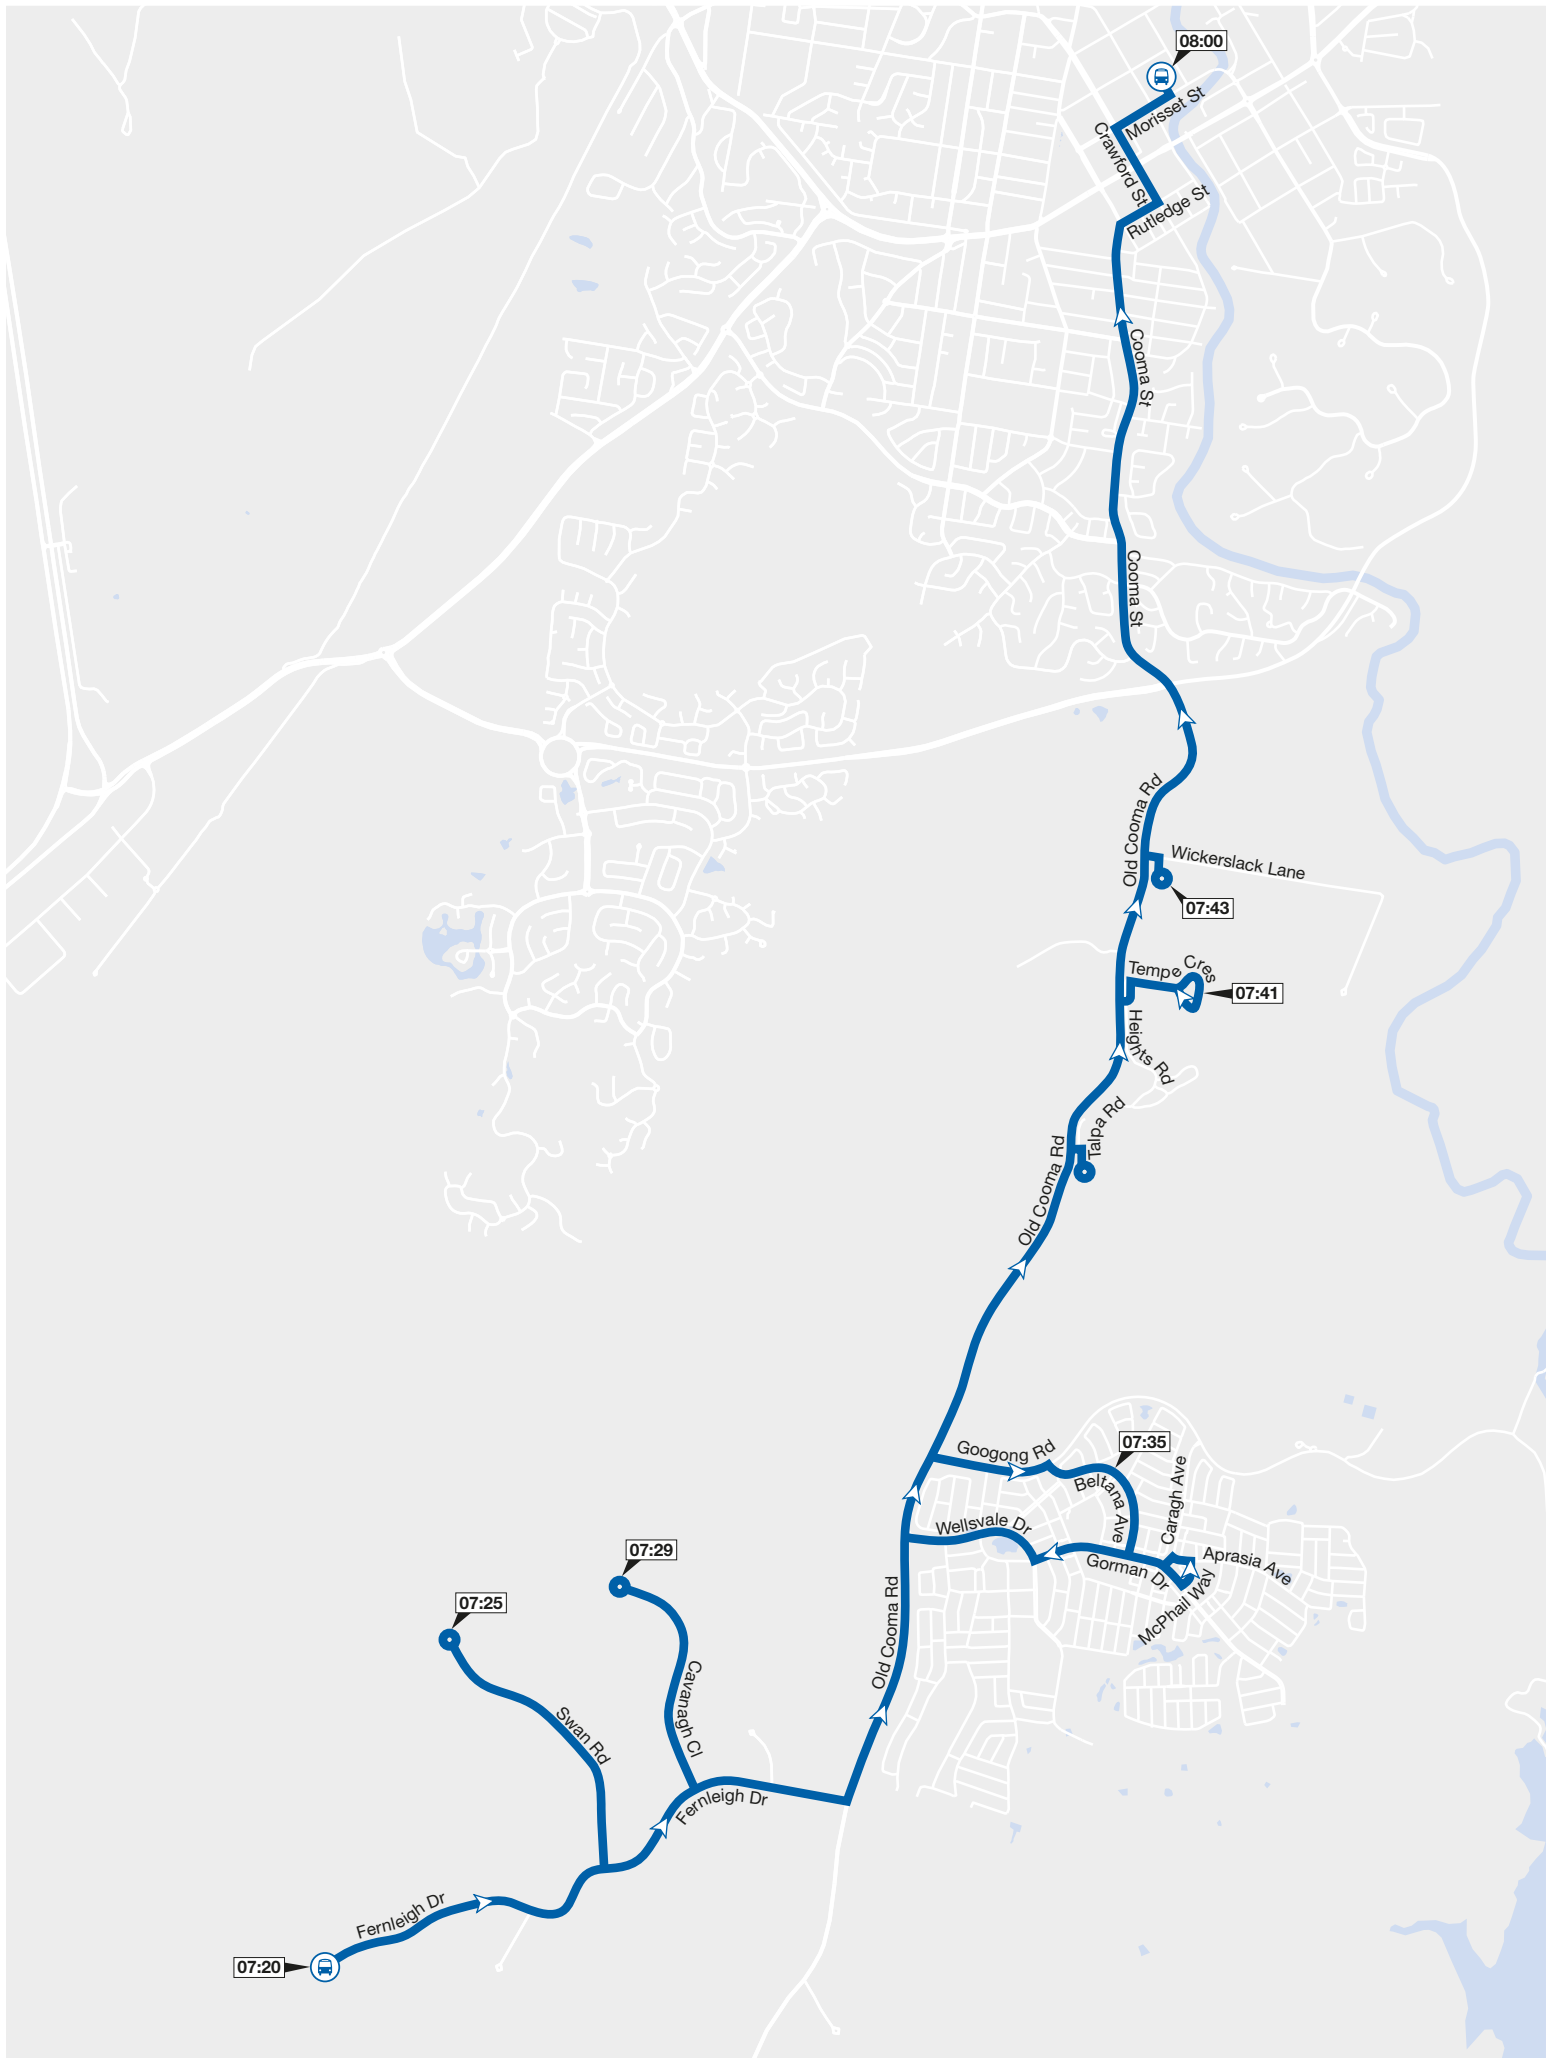 08:00
Morisset St
Crawford St
Rutledge St
Cooma St
Cooma St
Old Cooma Rd
Wickerslack Lane
07:43
Tempe Cres
07:41
Heights Rd
Talpa Rd
Old Cooma Rd
Googong Rd
07:35
Beltana Ave
Caragh Ave
Wellsvale Dr
Gorman Dr
Aprasia Ave
McPhail Way
07:29
07:25
Old Cooma Rd
Cavanagh Cl
Swan Rd
Fernleigh Dr
Fernleigh Dr
07:20